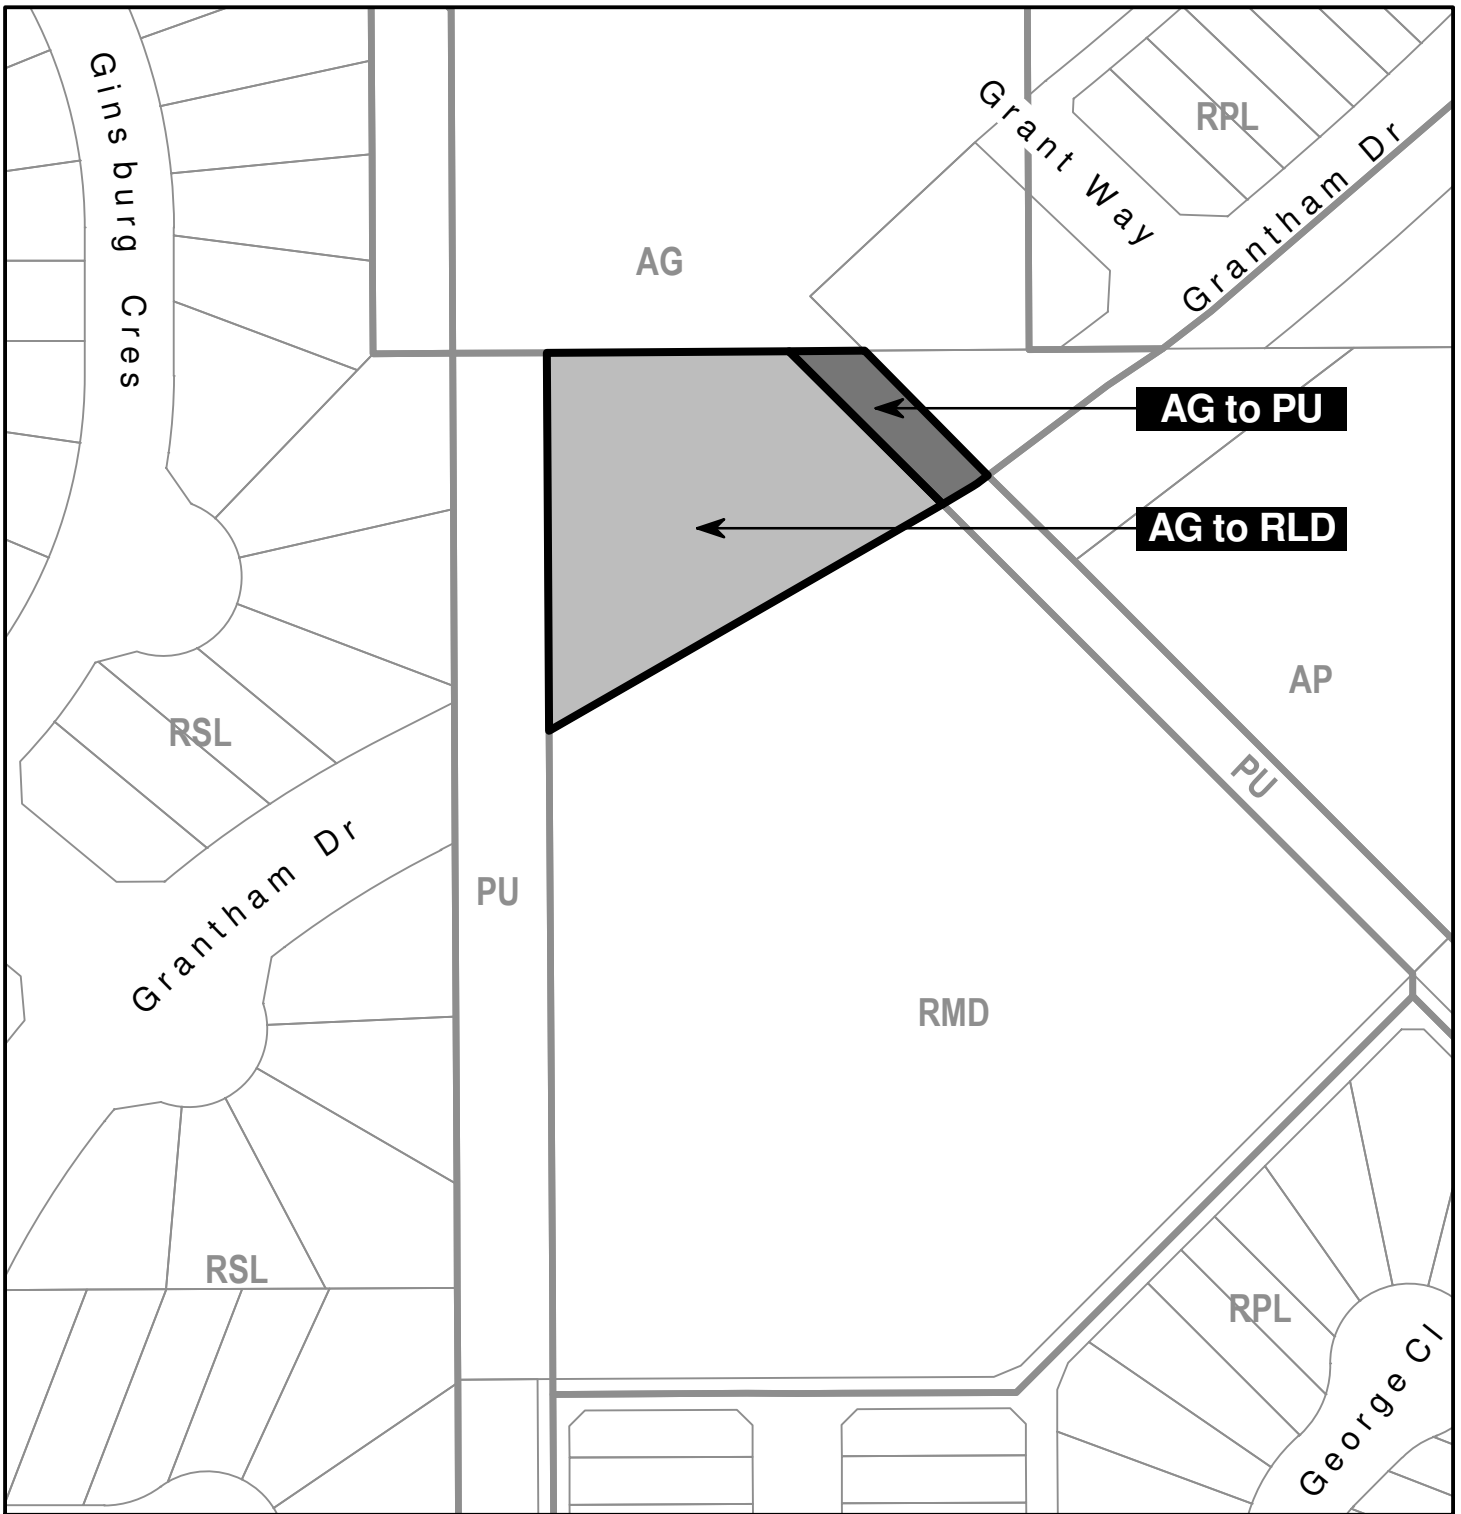 Ginsburg Cres
Grant Way
RPL
Grantham Dr
AG
AG to PU
AG to RLD
AP
RSL
PU
Grantham Dr
PU
RMD
RSL
RPL
George Cl